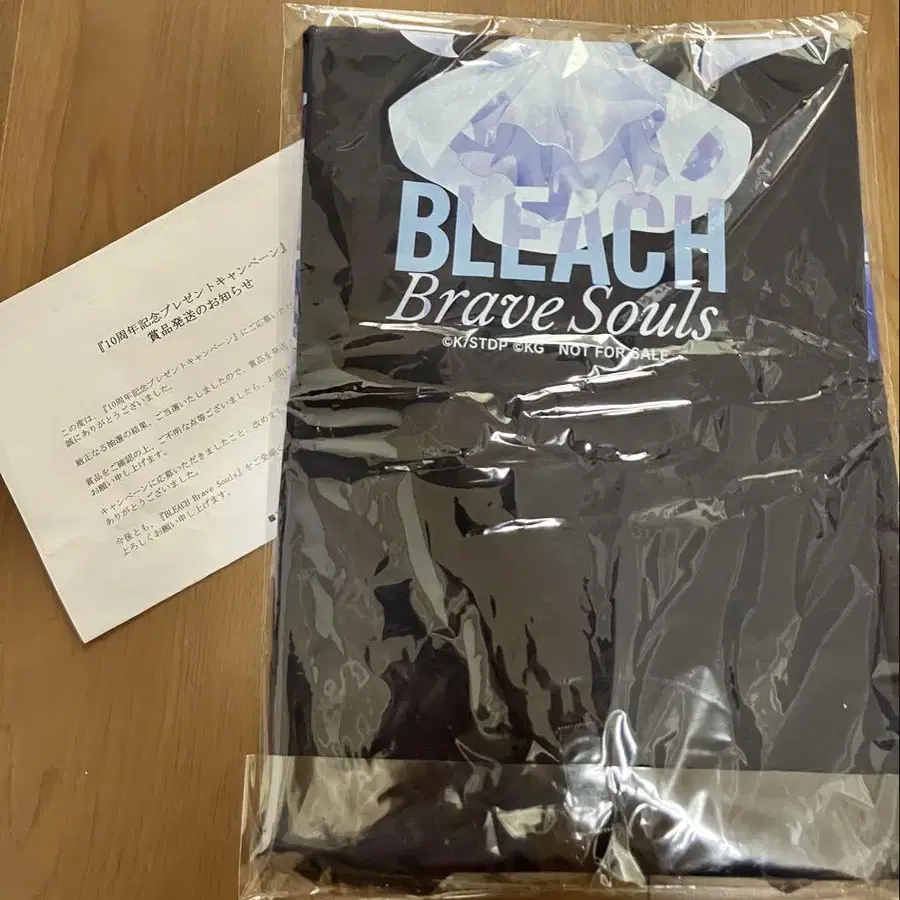 『10周年記念プレゼントキャンペーン』
賞品発送のお知らせ
この度は、『10周年記念プレゼントキャンペーン』にご応募いただ
誠にありがとうございました。
厳正なる抽選の結果、ご当選いたしましたので、賞品を発送
賞品をご確認の上、ご不明な点等ございましたら、お問い
お願い申し上げます。
キャンペーンに応募いただきましたこと、改めま
ありがとうございました。
今後とも、『BLEACH Brave Souls』をご愛顧
よろしくお願い申し上げます。
BLEACH
Brave Souls
©K/STDP ©KG NOT FOR SALE